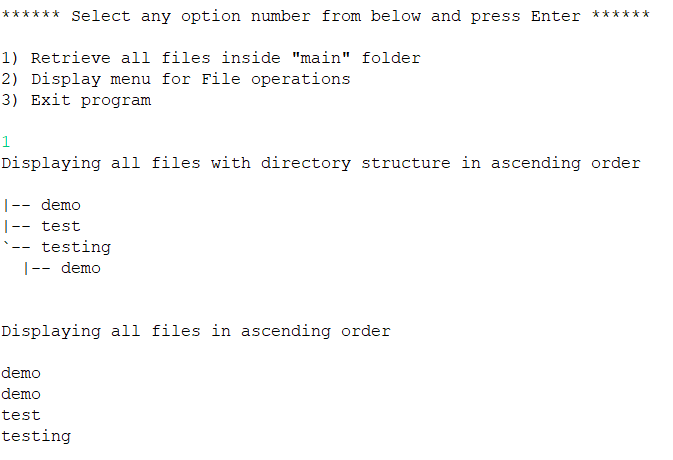 ****** Select any option number from below and press Enter ******
1) Retrieve all files inside "main" folder
2) Display menu for File operations
3) Exit program
1
Displaying all files with directory structure in ascending order
|-- demo
|-- test
`-- testing
  |-- demo
Displaying all files in ascending order
demo
demo
test
testing